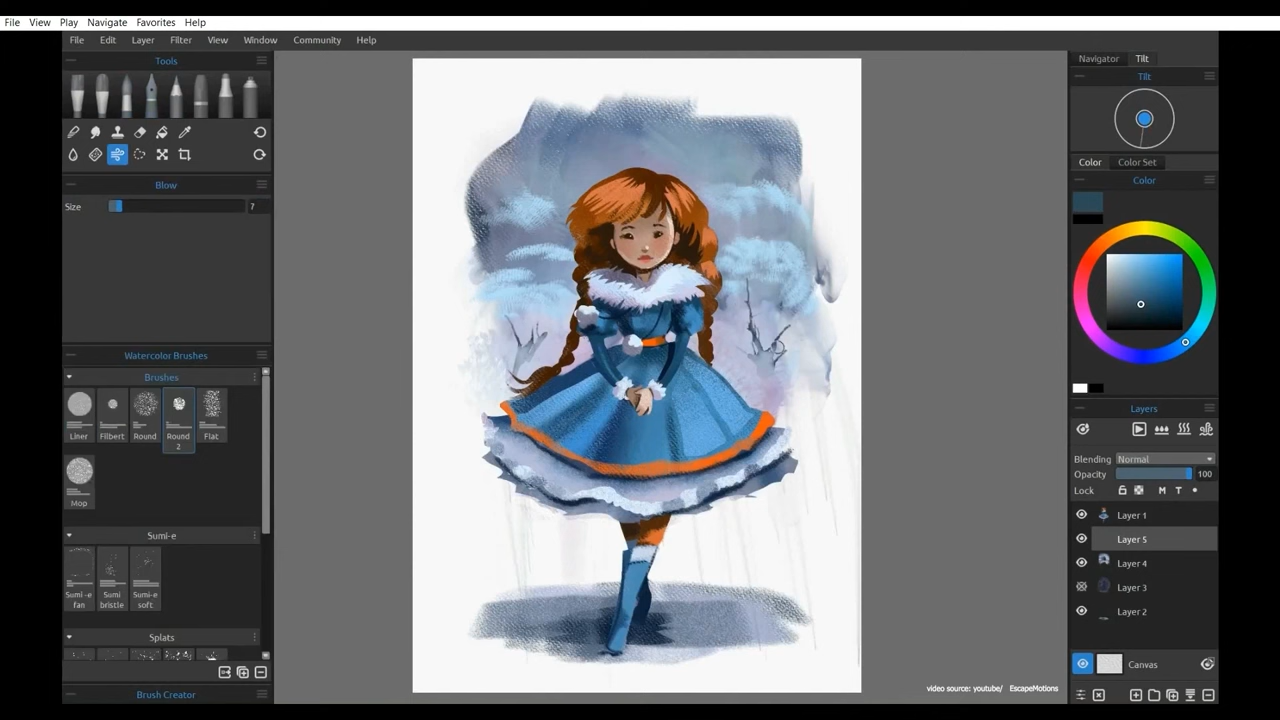 File View Play Navigate Favorites Help
File Edit Layer Filter View Window Community Help
Tools
Blow
Size 7
Watercolor Brushes
Brushes
Liner Filbert Round Round 2 Flat
Mop
Sumi-e
Sumi-e fan Sumi bristle Sumi-e soft
Splats
Brush Creator
Navigator Tilt
Tilt
Color Color Set
Color
Layers
Blending Normal
Opacity 100
Lock M T
Layer 1
Layer 5
Layer 4
Layer 3
Layer 2
Canvas
video source: youtube/ EscapeMotions